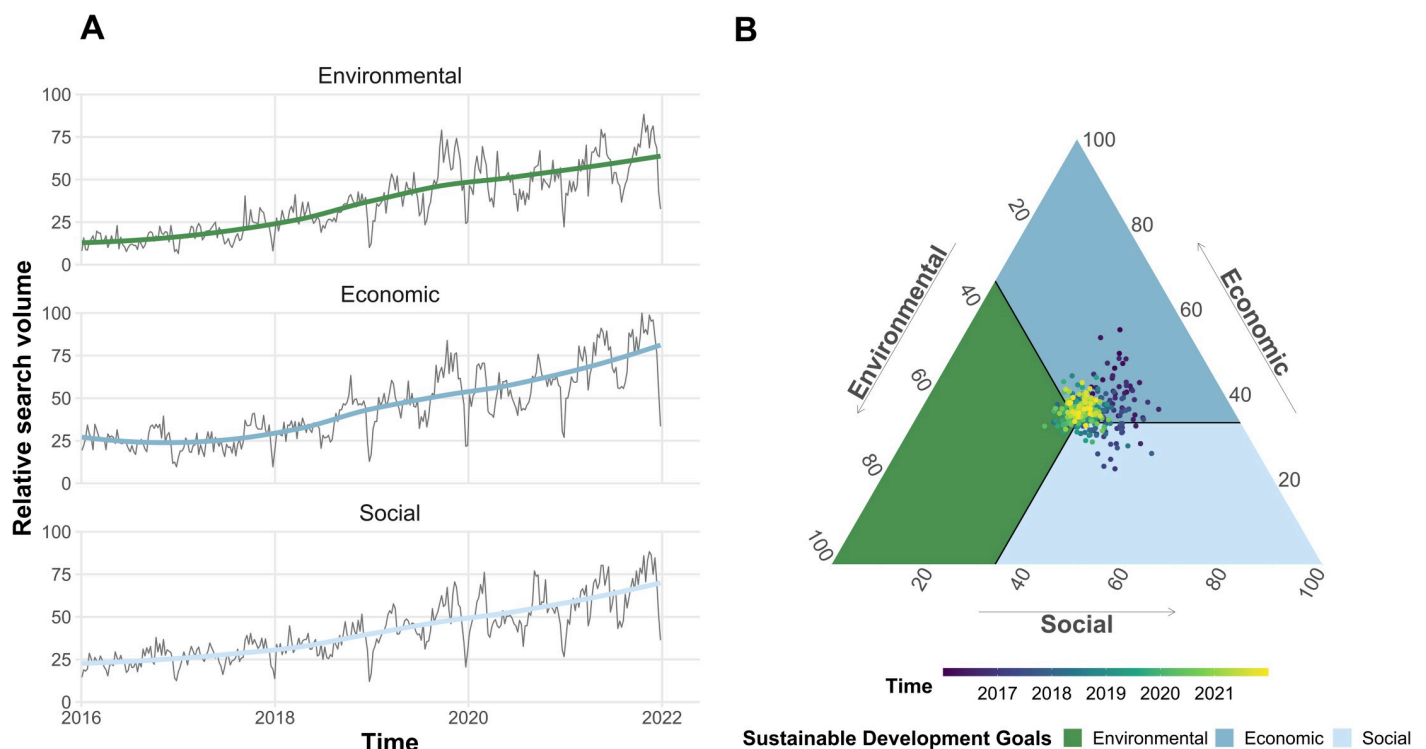 A
Environmental
100
75
50
25
0
Economic
100
75
50
25
0
Social
100
75
50
25
0
2016 2018 2020 2022
Relative search volume
Time
B
100
80
60
40
20
Economic
20
40
60
80
100
Environmental
20 40 60 80 100
Social
Time 2017 2018 2019 2020 2021
Sustainable Development Goals Environmental Economic Social